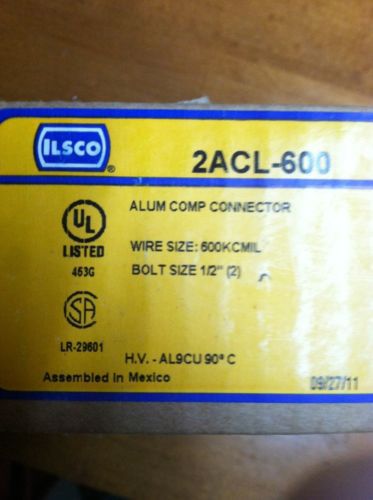 ILSCO
®
2ACL-600
UL
ALUM COMP CONNECTOR
LISTED
WIRE SIZE: 600KCMIL
463G
BOLT SIZE 1/2" (2)
SA
LR-29601
H.V. - AL9CU 90° C
Assembled in Mexico
09/27/11